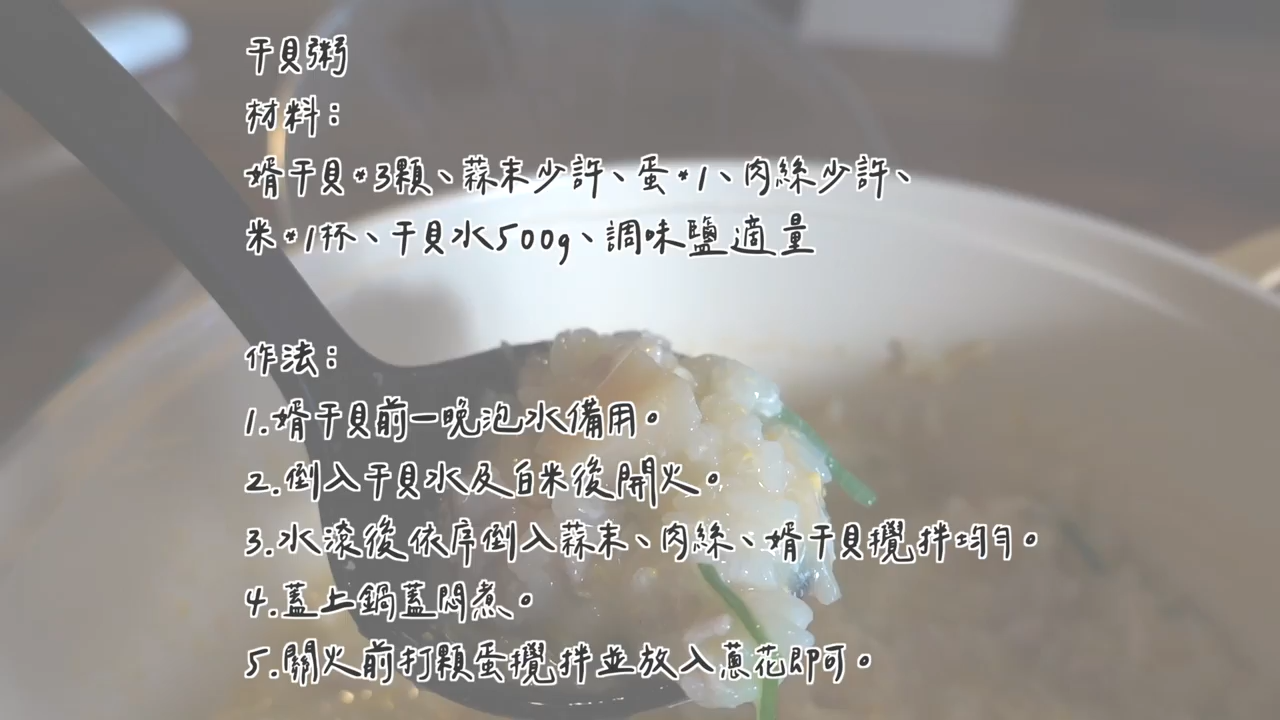 干貝粥
材料：
婿干貝*3顆、蒜末少許、蛋*1、肉絲少許、
米*1杯、干貝水500g、調味鹽適量
作法：
1.婿干貝前一晚泡水備用。
2.倒入干貝水及白米後開火。
3.水滾後依序倒入蒜末、肉絲、婿干貝攪拌均勻。
4.蓋上鍋蓋悶煮。
5.關火前打顆蛋攪拌並放入蔥花即可。